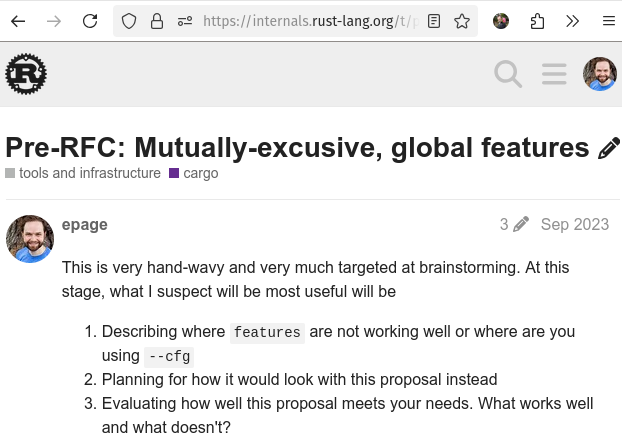 https://internals.rust-lang.org/t/p
Pre-RFC: Mutually-excusive, global features
tools and infrastructure cargo
epage 3 Sep 2023
This is very hand-wavy and very much targeted at brainstorming. At this
stage, what I suspect will be most useful will be
1. Describing where features are not working well or where are you
using --cfg
2. Planning for how it would look with this proposal instead
3. Evaluating how well this proposal meets your needs. What works well
and what doesn't?